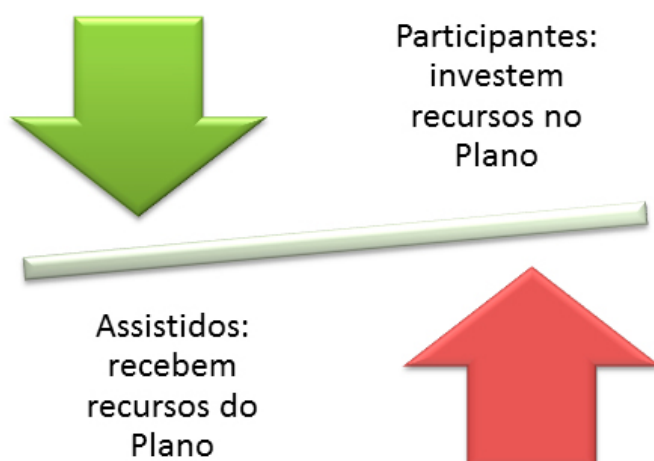 Participantes:
investem
recursos no
Plano
Assistidos:
recebem
recursos do
Plano